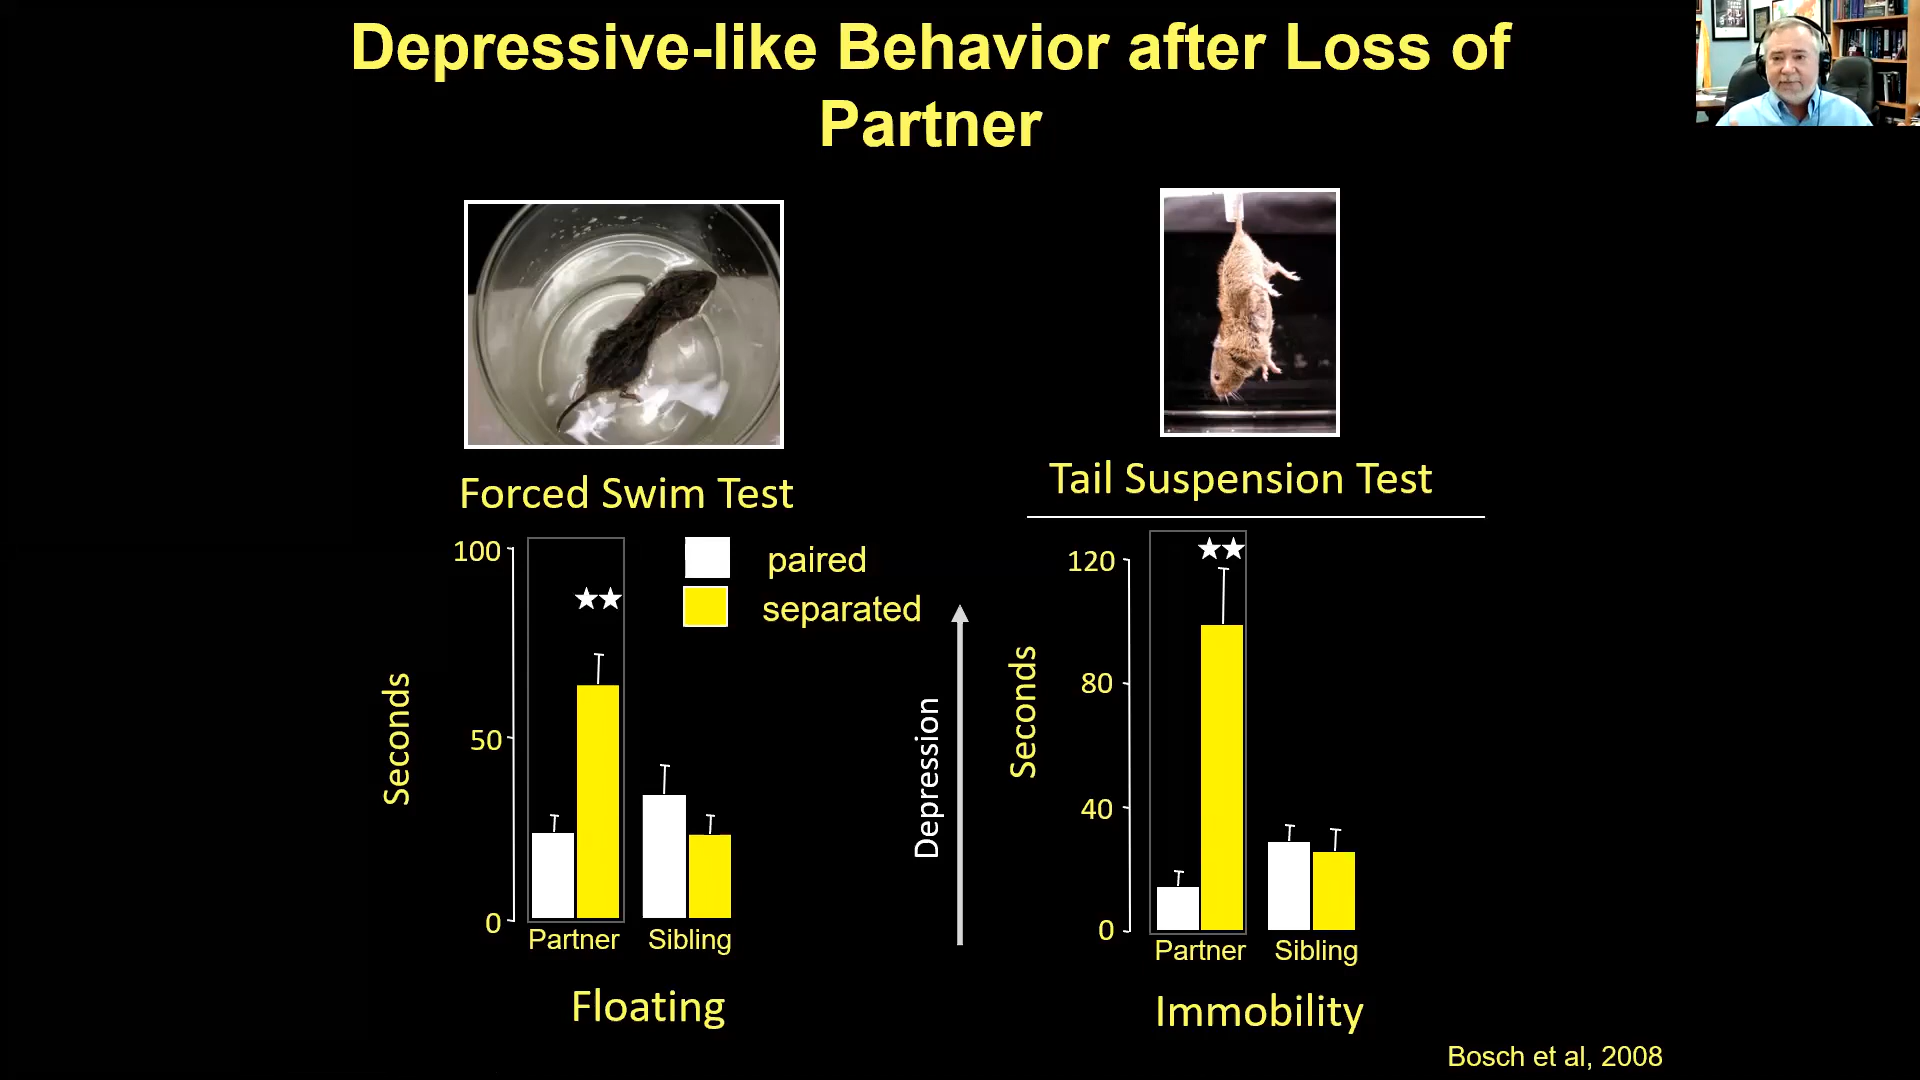 Depressive-like Behavior after Loss of
Partner
Forced Swim Test
Tail Suspension Test
100
50
0
Seconds
paired
separated
Partner
Sibling
Floating
Depression
Seconds
120
80
40
0
Partner
Sibling
Immobility
Bosch et al, 2008